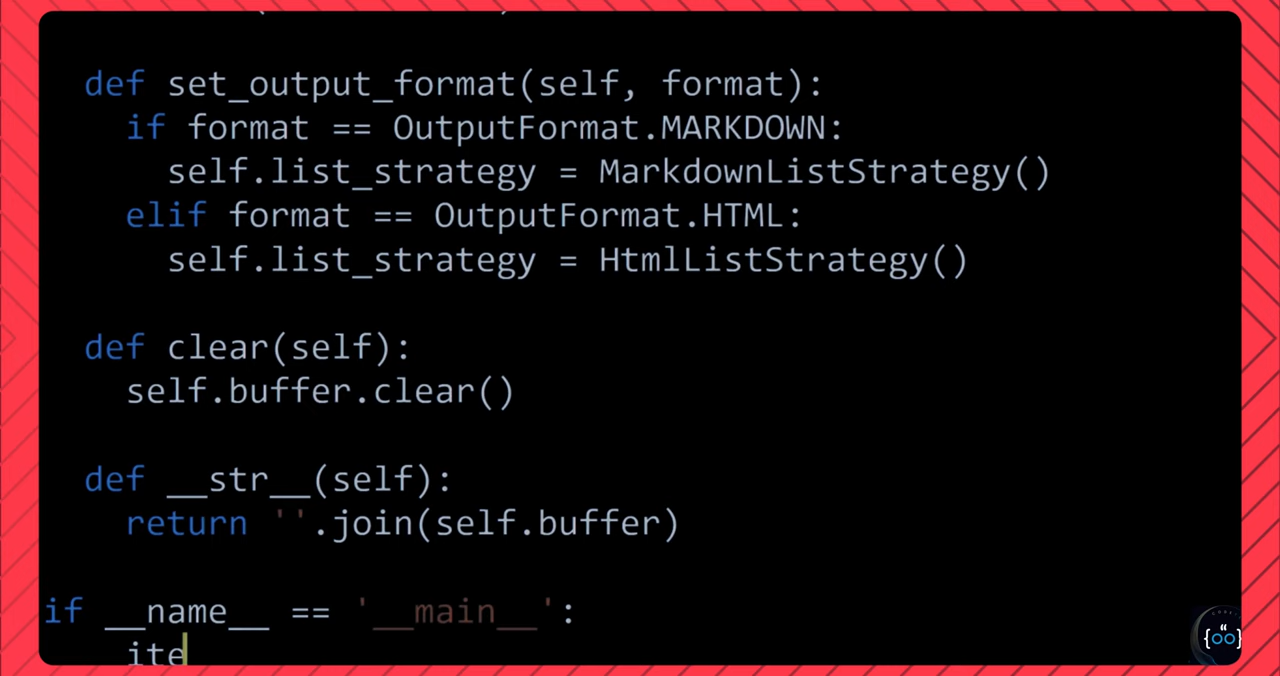 def set_output_format(self, format):
if format == OutputFormat.MARKDOWN:
self.list_strategy = MarkdownListStrategy()
elif format == OutputFormat.HTML:
self.list_strategy = HtmlListStrategy()
def clear(self):
self.buffer.clear()
def __str__(self):
return ''.join(self.buffer)
if __name__ == '__main__':
ite